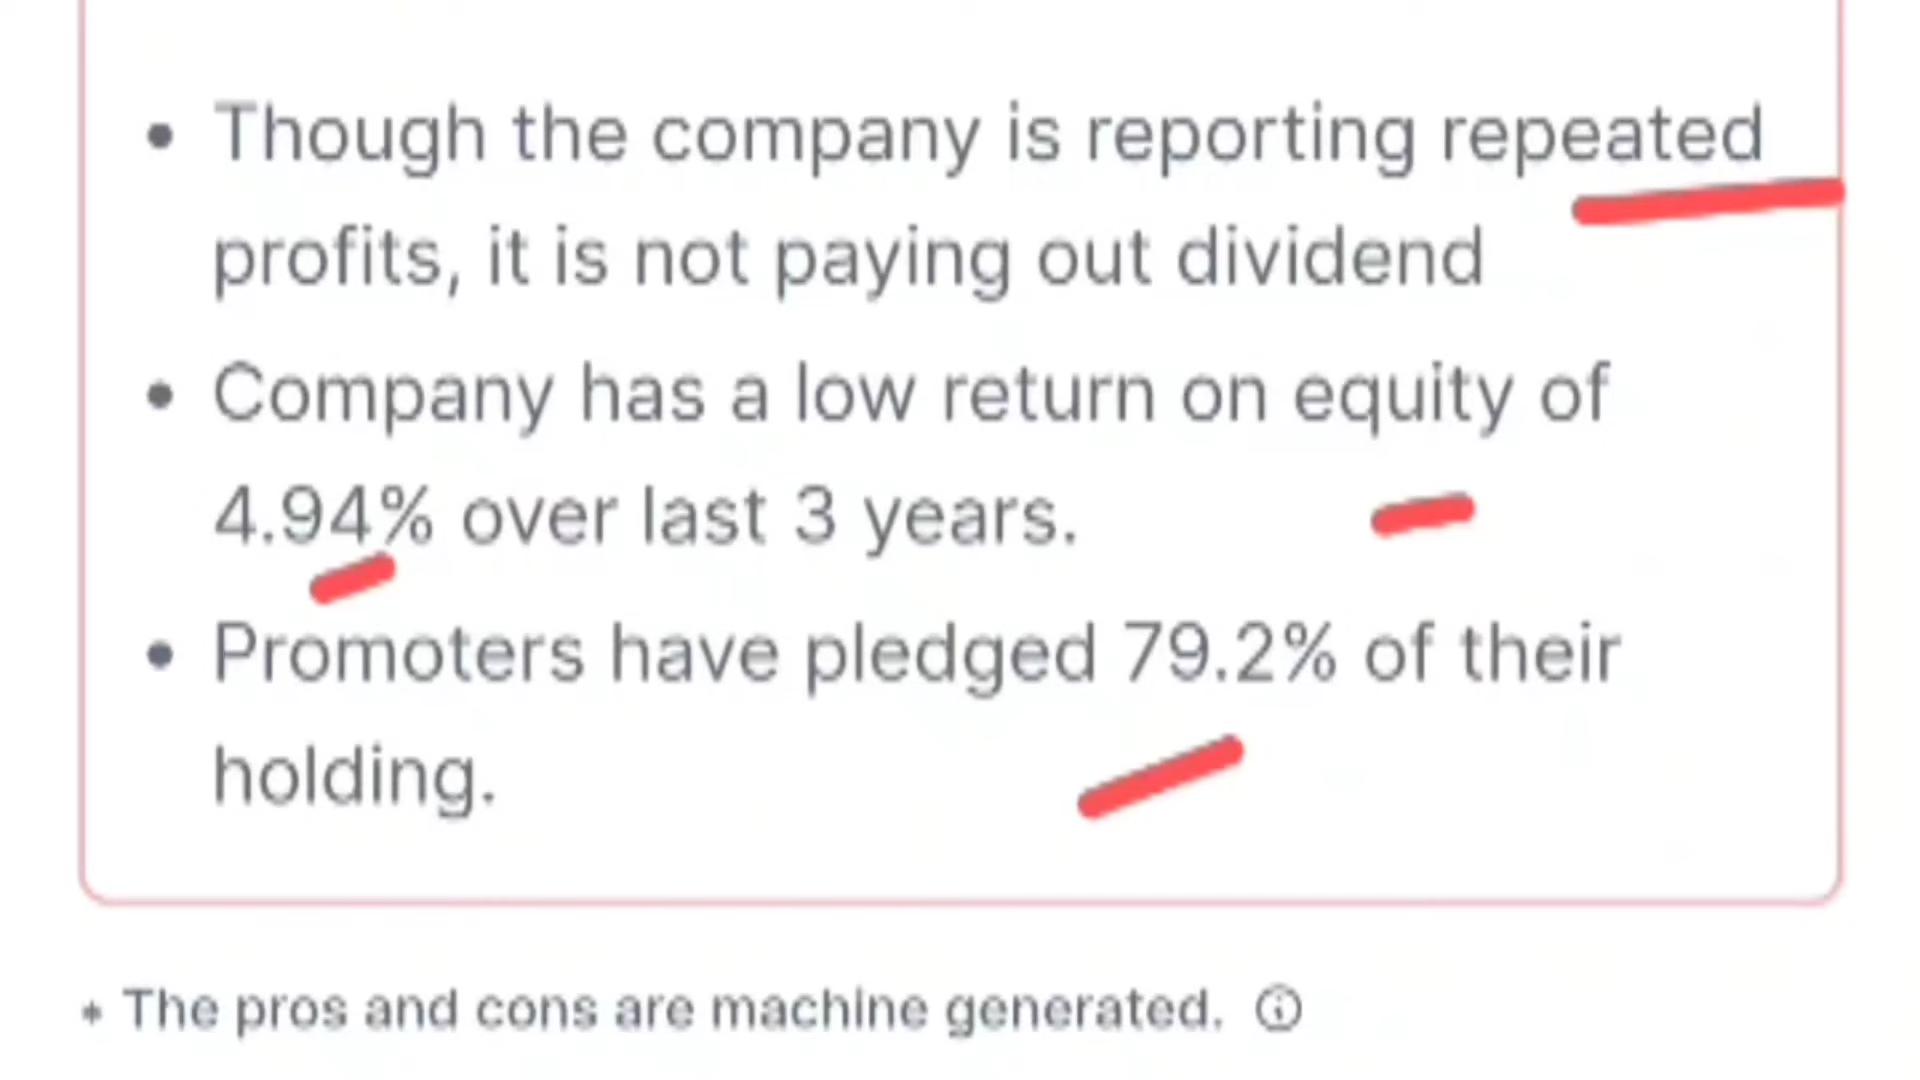 • Though the company is reporting repeated
profits, it is not paying out dividend
• Company has a low return on equity of
4.94% over last 3 years.
• Promoters have pledged 79.2% of their
holding.
* The pros and cons are machine generated.